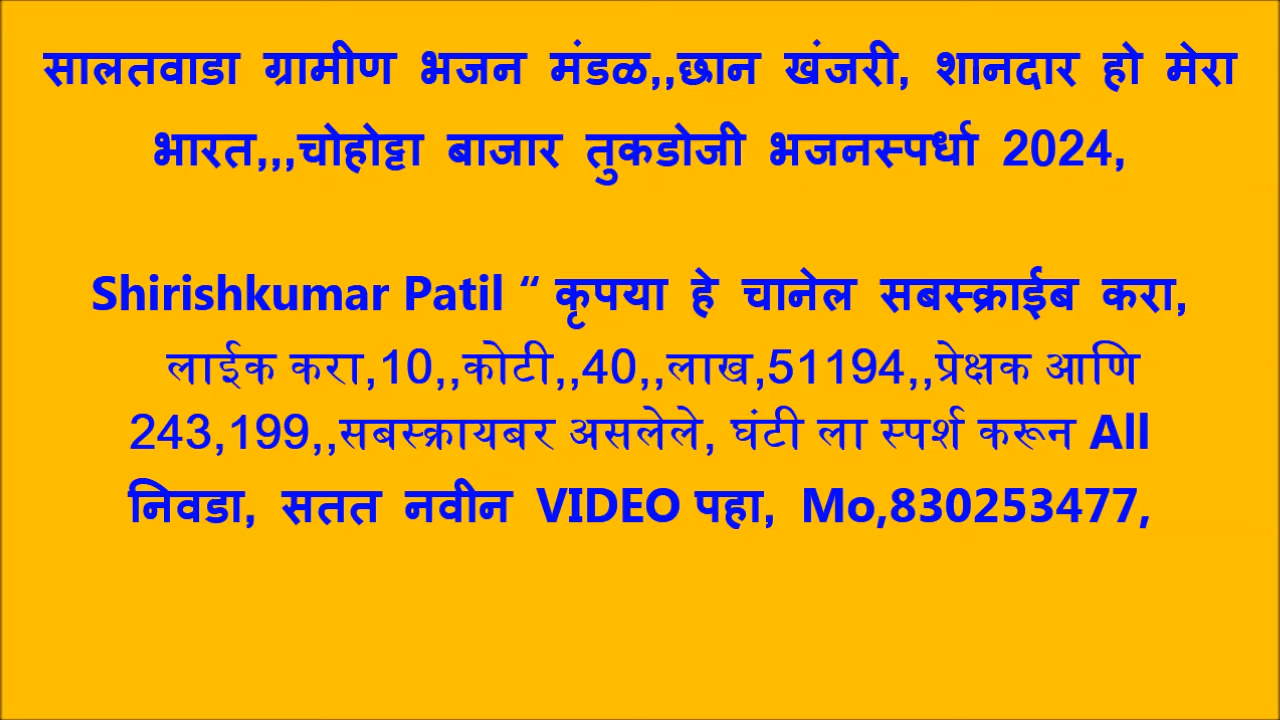 सालतवाडा ग्रामीण भजन मंडळ,,छान खंजरी, शानदार हो मेरा
भारत,,,चोहोट्टा बाजार तुकडोजी भजनस्पर्धा 2024,
Shirishkumar Patil “ कृपया हे चानेल सबस्क्राईब करा,
लाईक करा,10,,कोटी,,40,,लाख,51194,,प्रेक्षक आणि
243,199,,सबस्क्रायबर असलेले, घंटी ला स्पर्श करून All
निवडा, सतत नवीन VIDEO पहा, Mo,830253477,